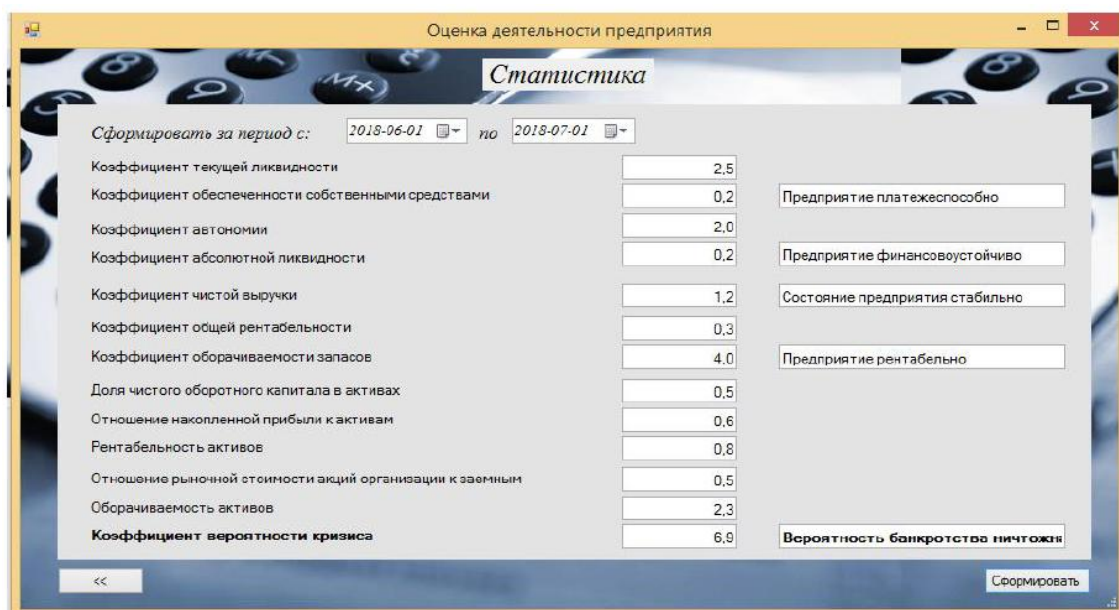 Оценка деятельности предприятия
Статистика
Сформировать за период с: 2018-06-01 по 2018-07-01
Коэффициент текущей ликвидности 2,5
Коэффициент обеспеченности собственными средствами 0,2 Предприятие платежеспособно
Коэффициент автономии 2,0
Коэффициент абсолютной ликвидности 0,2 Предприятие финансовоустойчиво
Коэффициент чистой выручки 1,2 Состояние предприятия стабильно
Коэффициент общей рентабельности 0,3
Коэффициент оборачиваемости запасов 4,0 Предприятие рентабельно
Доля чистого оборотного капитала в активах 0,5
Отношение накопленной прибыли к активам 0,6
Рентабельность активов 0,8
Отношение рыночной стоимости акций организации к заемным 0,5
Оборачиваемость активов 2,3
Коэффициент вероятности кризиса 6,9 Вероятность банкротства ничтожн
<< Сформировать